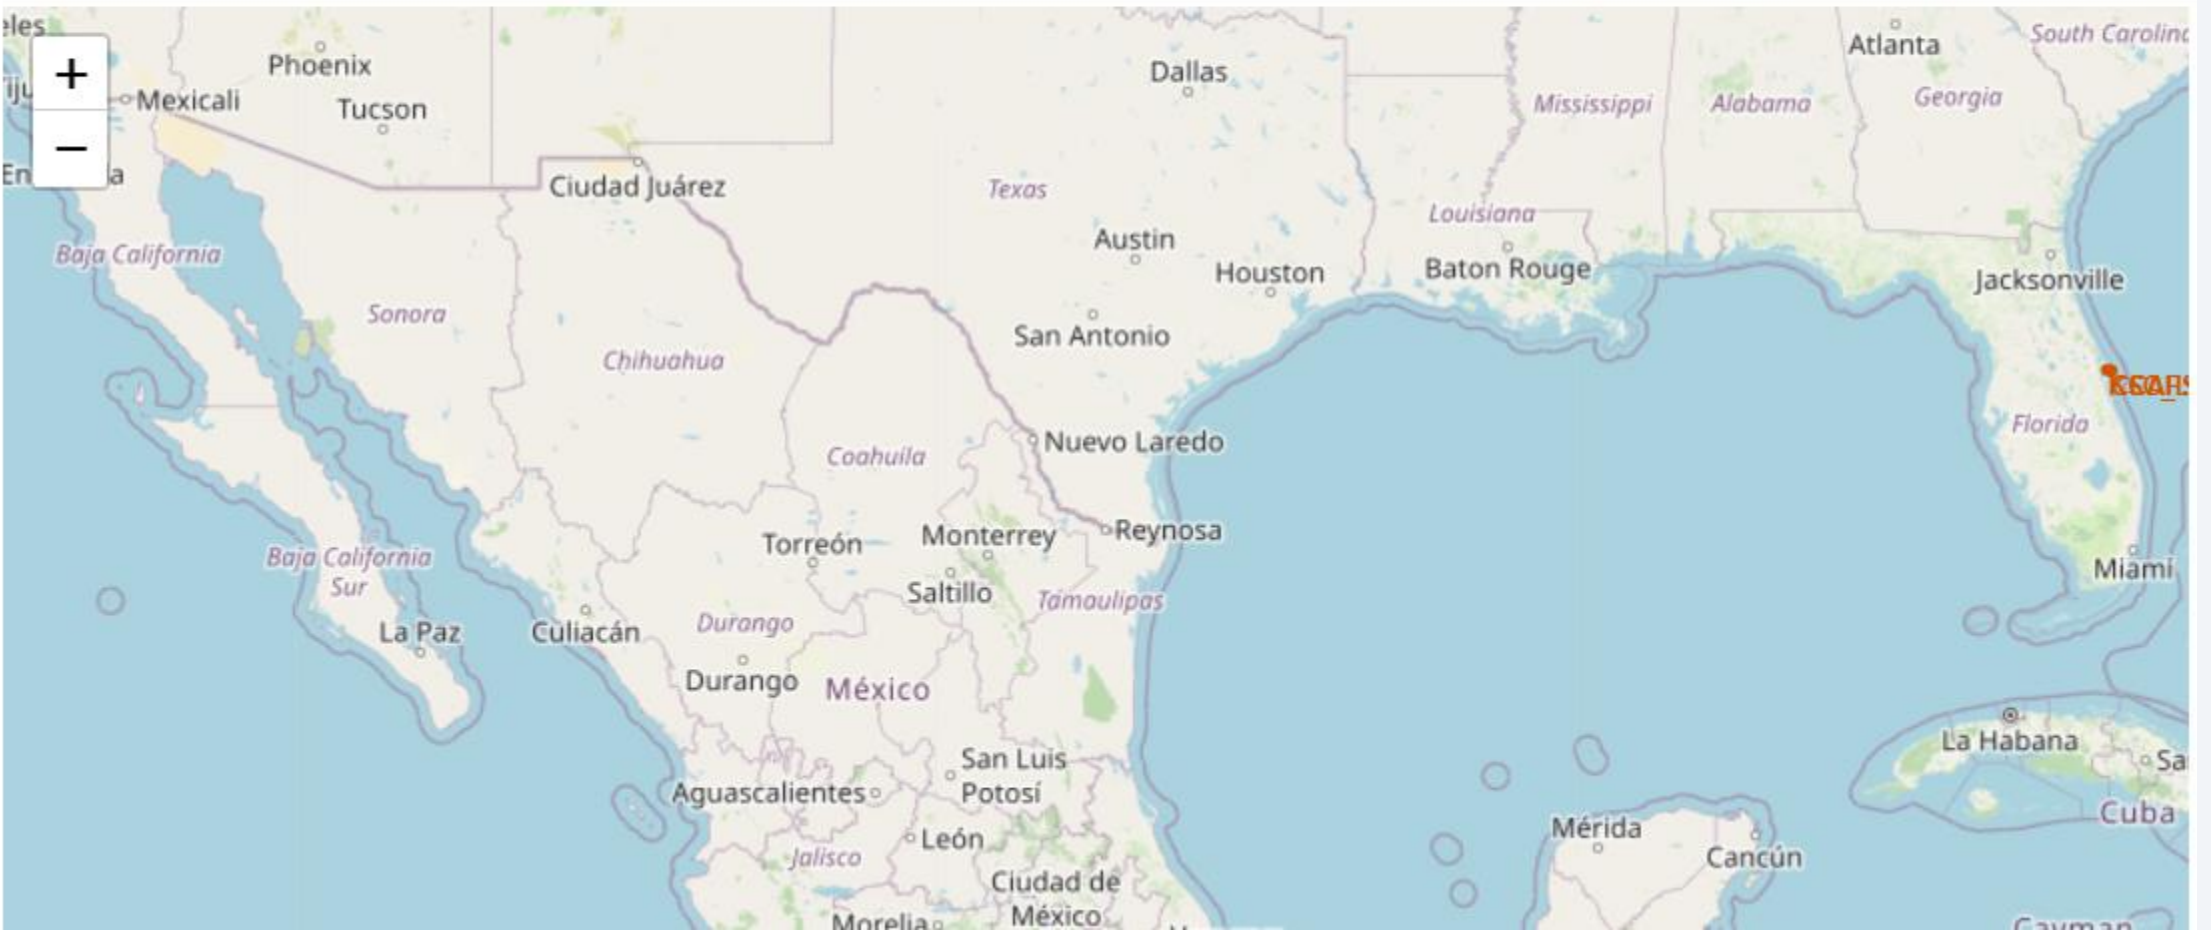 eles
Atlanta
South Carolina
Phoenix
Dallas
+
Mexicali
Tucson
Mississippi
Alabama
Georgia
−
Ciudad Juárez
Texas
Louisiana
Austin
Baja California
Houston
Baton Rouge
Jacksonville
Sonora
San Antonio
Chihuahua
Florida
Nuevo Laredo
Coahuila
Reynosa
Monterrey
Torreón
Baja California
Sur
Miami
Saltillo
Tamaulipas
Durango
La Paz
Culiacán
Durango
México
La Habana
San Luis
Potosí
Aguascalientes
Cuba
Mérida
León
Jalisco
Cancún
Ciudad de
México
Morelia
Cayman